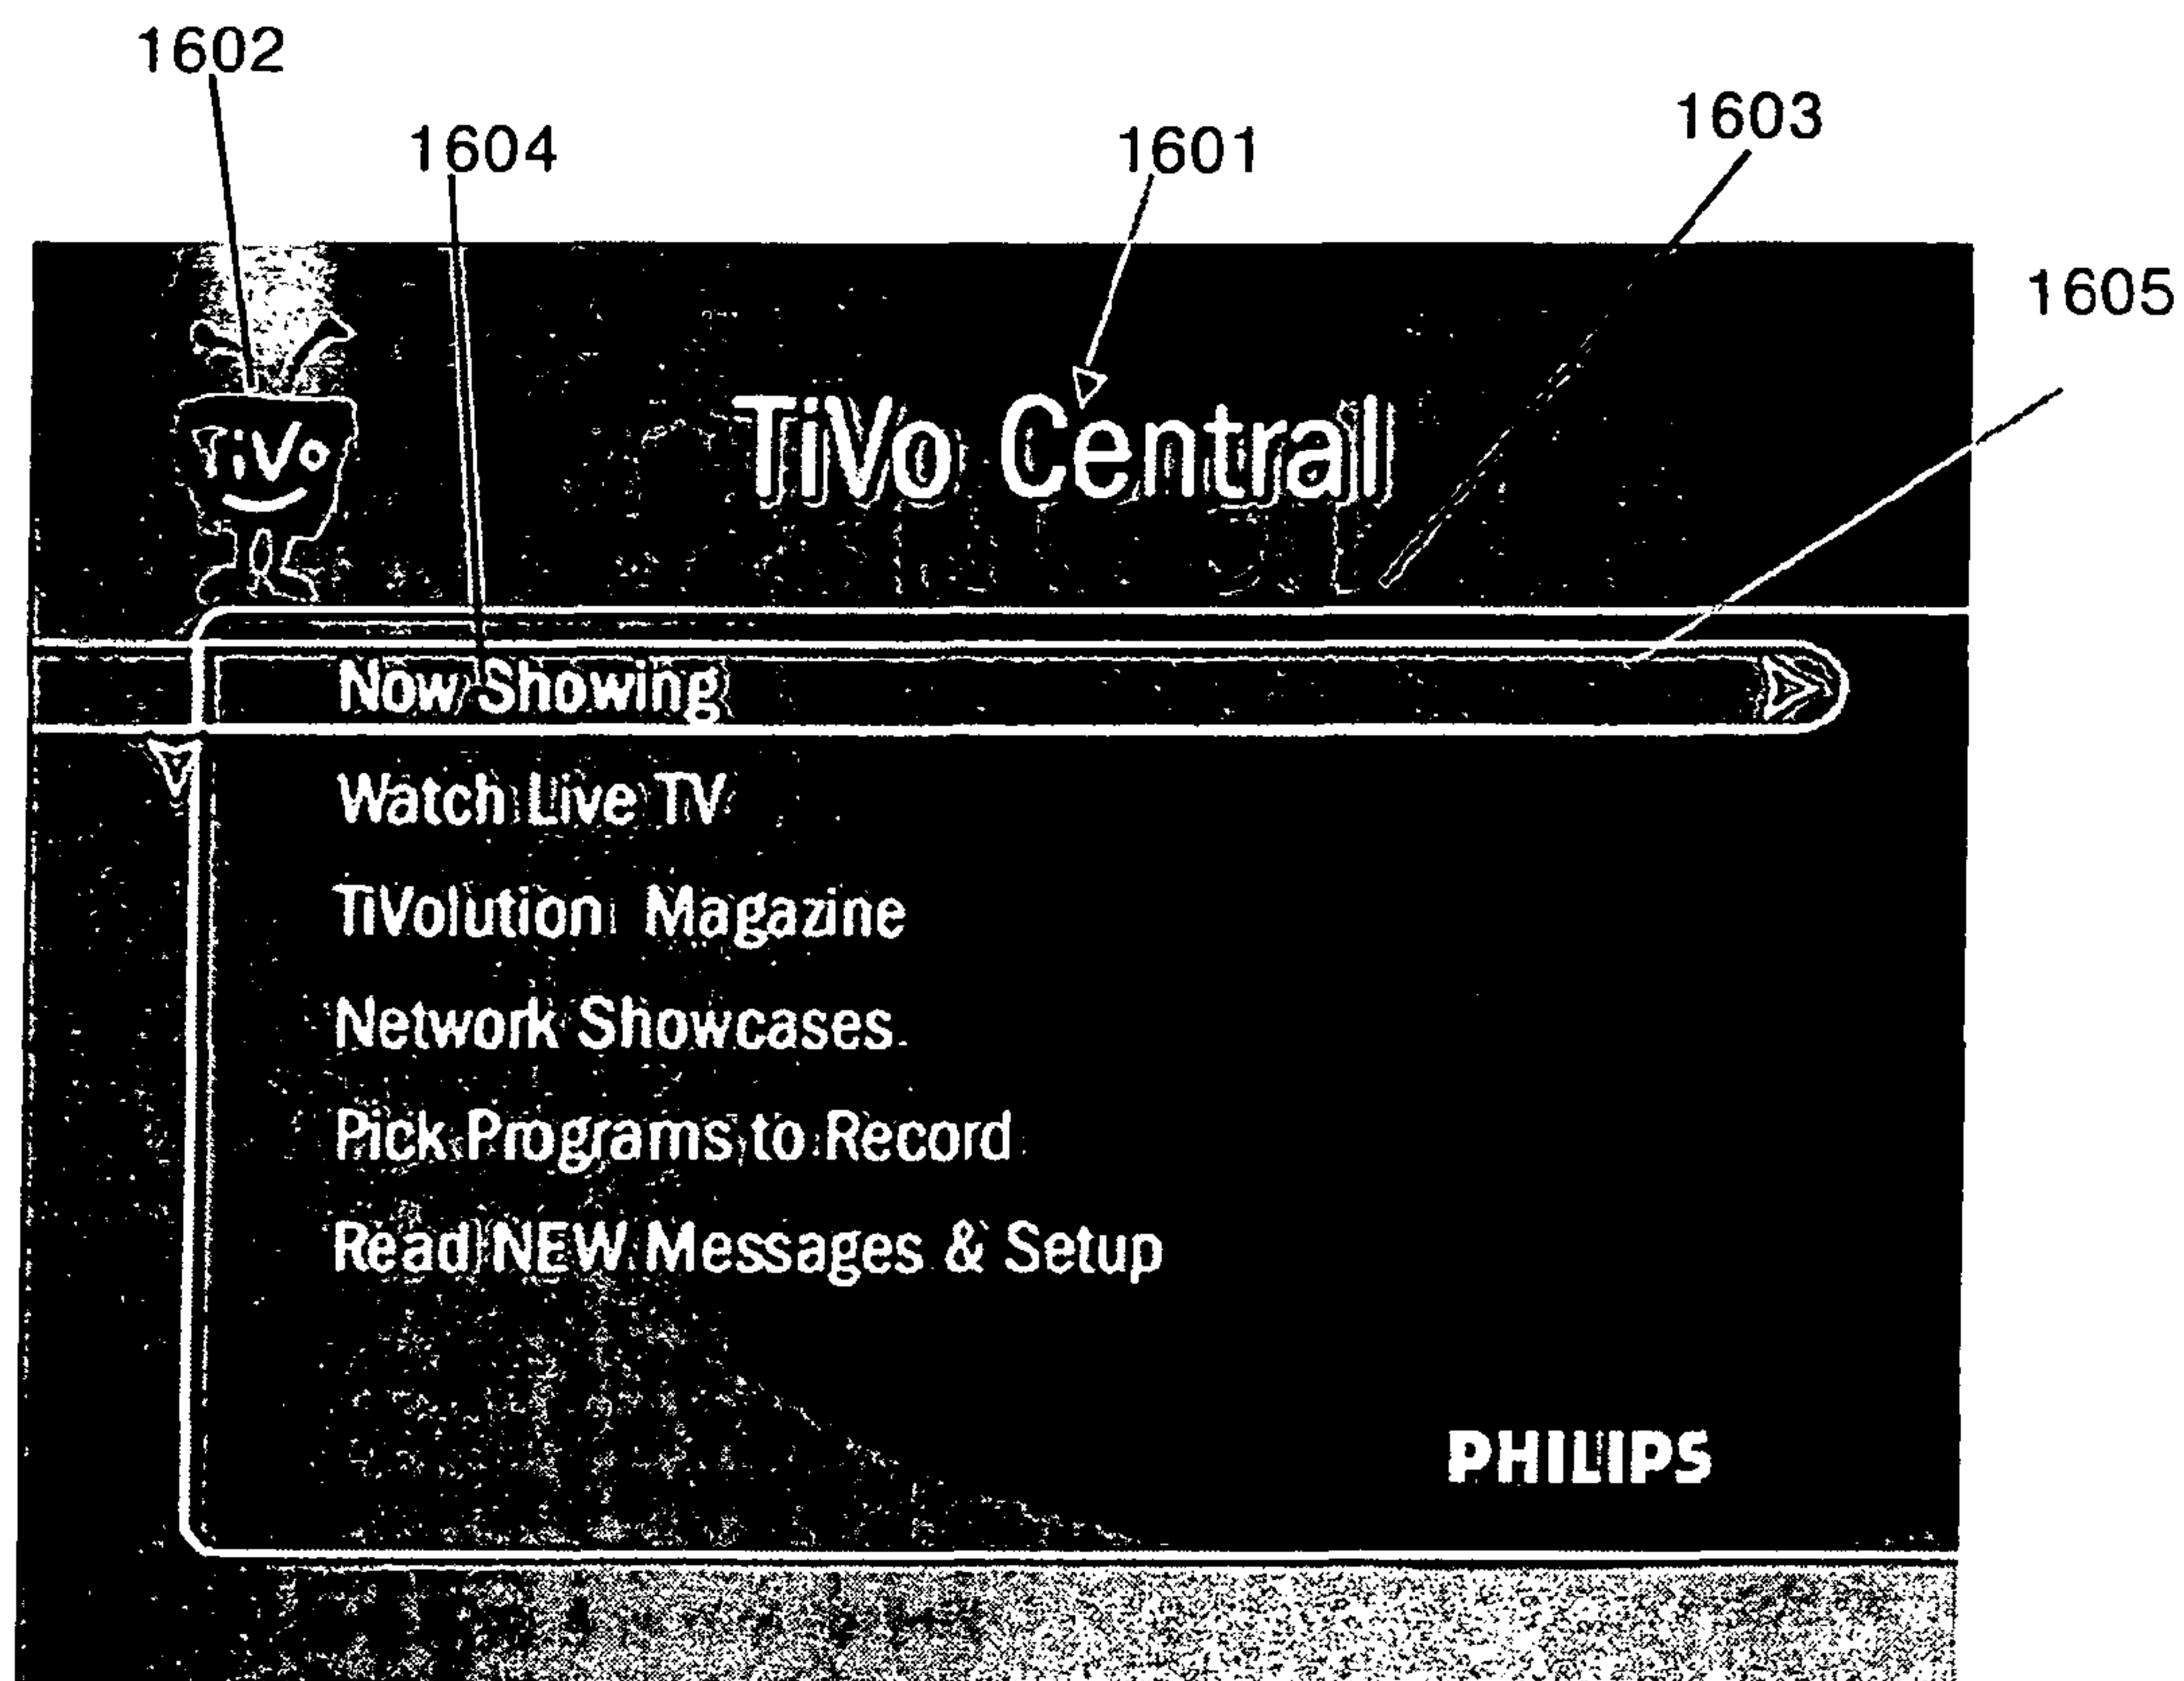 1602
1604
1601
1603
1605
TiVo
TiVo Central
Now Showing
Watch Live TV
TiVolution Magazine
Network Showcases
Pick Programs to Record
Read NEW Messages & Setup
PHILIPS